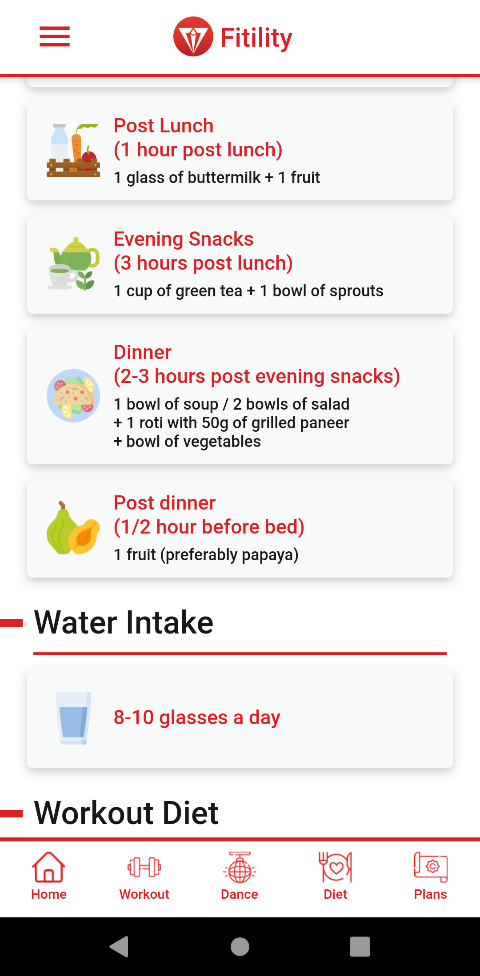 Fitility
Post Lunch
(1 hour post lunch)
1 glass of buttermilk + 1 fruit
Evening Snacks
(3 hours post lunch)
1 cup of green tea + 1 bowl of sprouts
Dinner
(2-3 hours post evening snacks)
1 bowl of soup / 2 bowls of salad
+ 1 roti with 50g of grilled paneer
+ bowl of vegetables
Post dinner
(1/2 hour before bed)
1 fruit (preferably papaya)
Water Intake
8-10 glasses a day
Workout Diet
Home
Workout
Dance
Diet
Plans